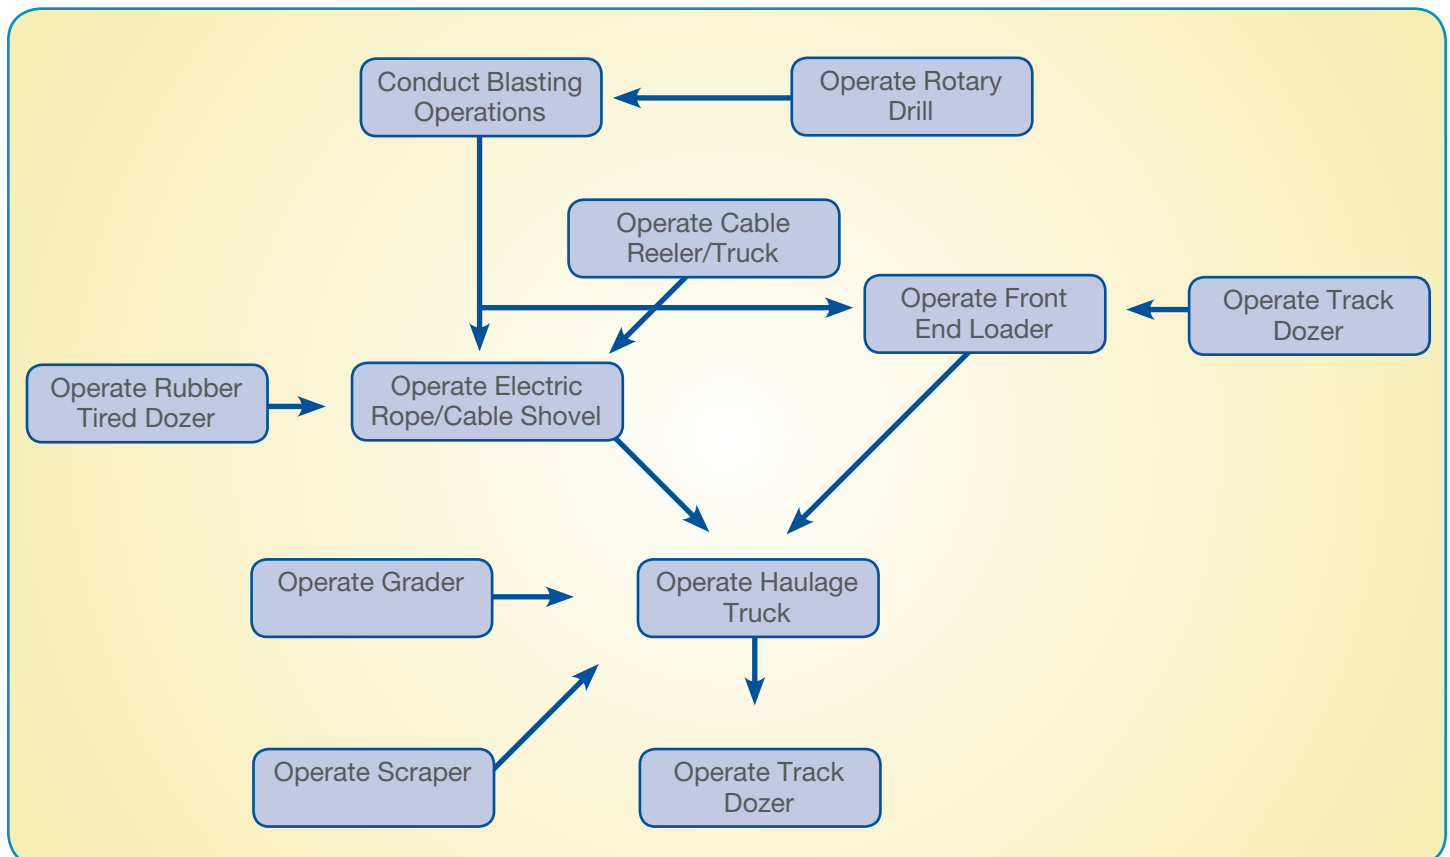 Conduct Blasting
Operations
Operate Rotary
Drill
Operate Cable
Reeler/Truck
Operate Front
End Loader
Operate Track
Dozer
Operate Rubber
Tired Dozer
Operate Electric
Rope/Cable Shovel
Operate Grader
Operate Haulage
Truck
Operate Scraper
Operate Track
Dozer